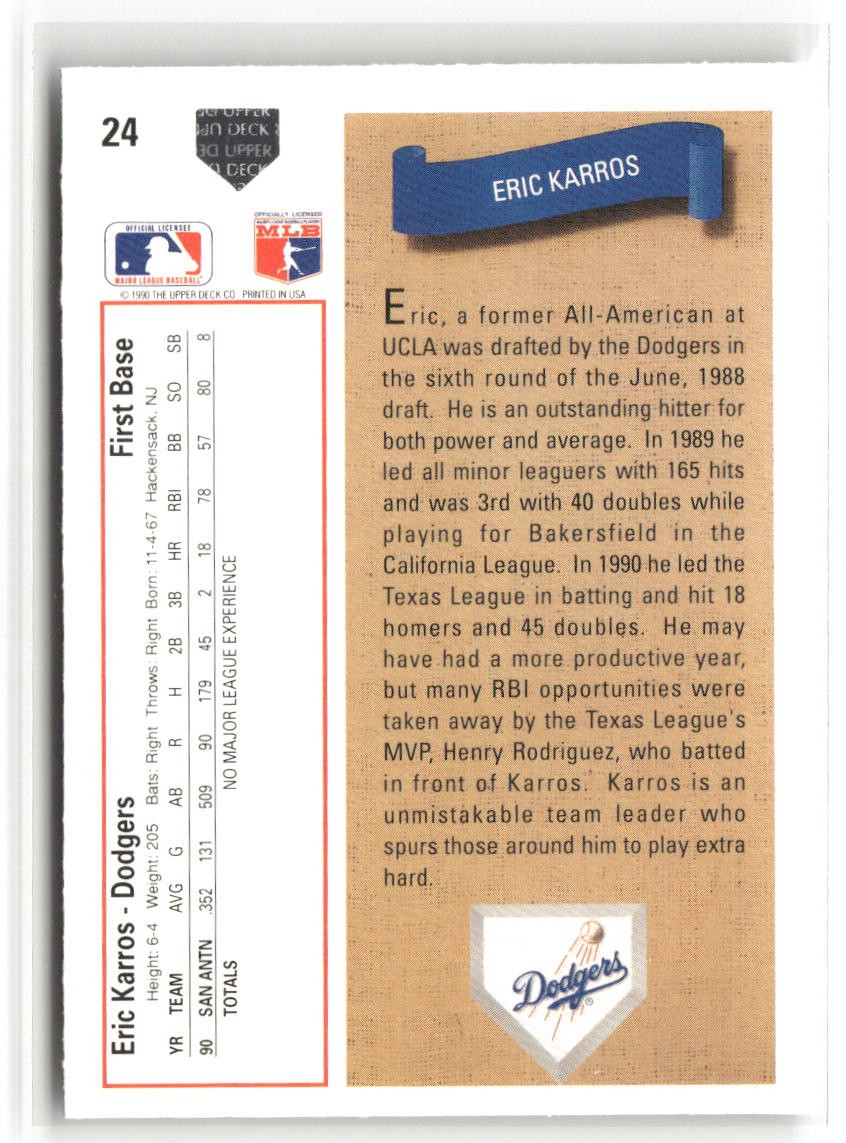 24
UPPER
DECK
UPPER
DECK
OFFICIAL LICENSEE
MAJOR LEAGUE BASEBALL
OFFICIALLY LICENSED
MAJOR LEAGUE BASEBALL PLAYERS
MLB
© 1990 THE UPPER DECK CO. PRINTED IN USA
Eric Karros - Dodgers First Base
Height: 6-4 Weight: 205 Bats: Right Throws: Right Born: 11-4-67 Hackensack, NJ
YR TEAM AVG G AB R H 2B 3B HR RBI BB SO SB
90 SAN ANTN .352 131 509 90 179 45 2 18 78 57 80 8
TOTALS NO MAJOR LEAGUE EXPERIENCE
ERIC KARROS
Eric, a former All-American at
UCLA was drafted by the Dodgers in
the sixth round of the June, 1988
draft. He is an outstanding hitter for
both power and average. In 1989 he
led all minor leaguers with 165 hits
and was 3rd with 40 doubles while
playing for Bakersfield in the
California League. In 1990 he led the
Texas League in batting and hit 18
homers and 45 doubles. He may
have had a more productive year,
but many RBI opportunities were
taken away by the Texas League's
MVP, Henry Rodriguez, who batted
in front of Karros. Karros is an
unmistakable team leader who
spurs those around him to play extra
hard.
Dodgers®